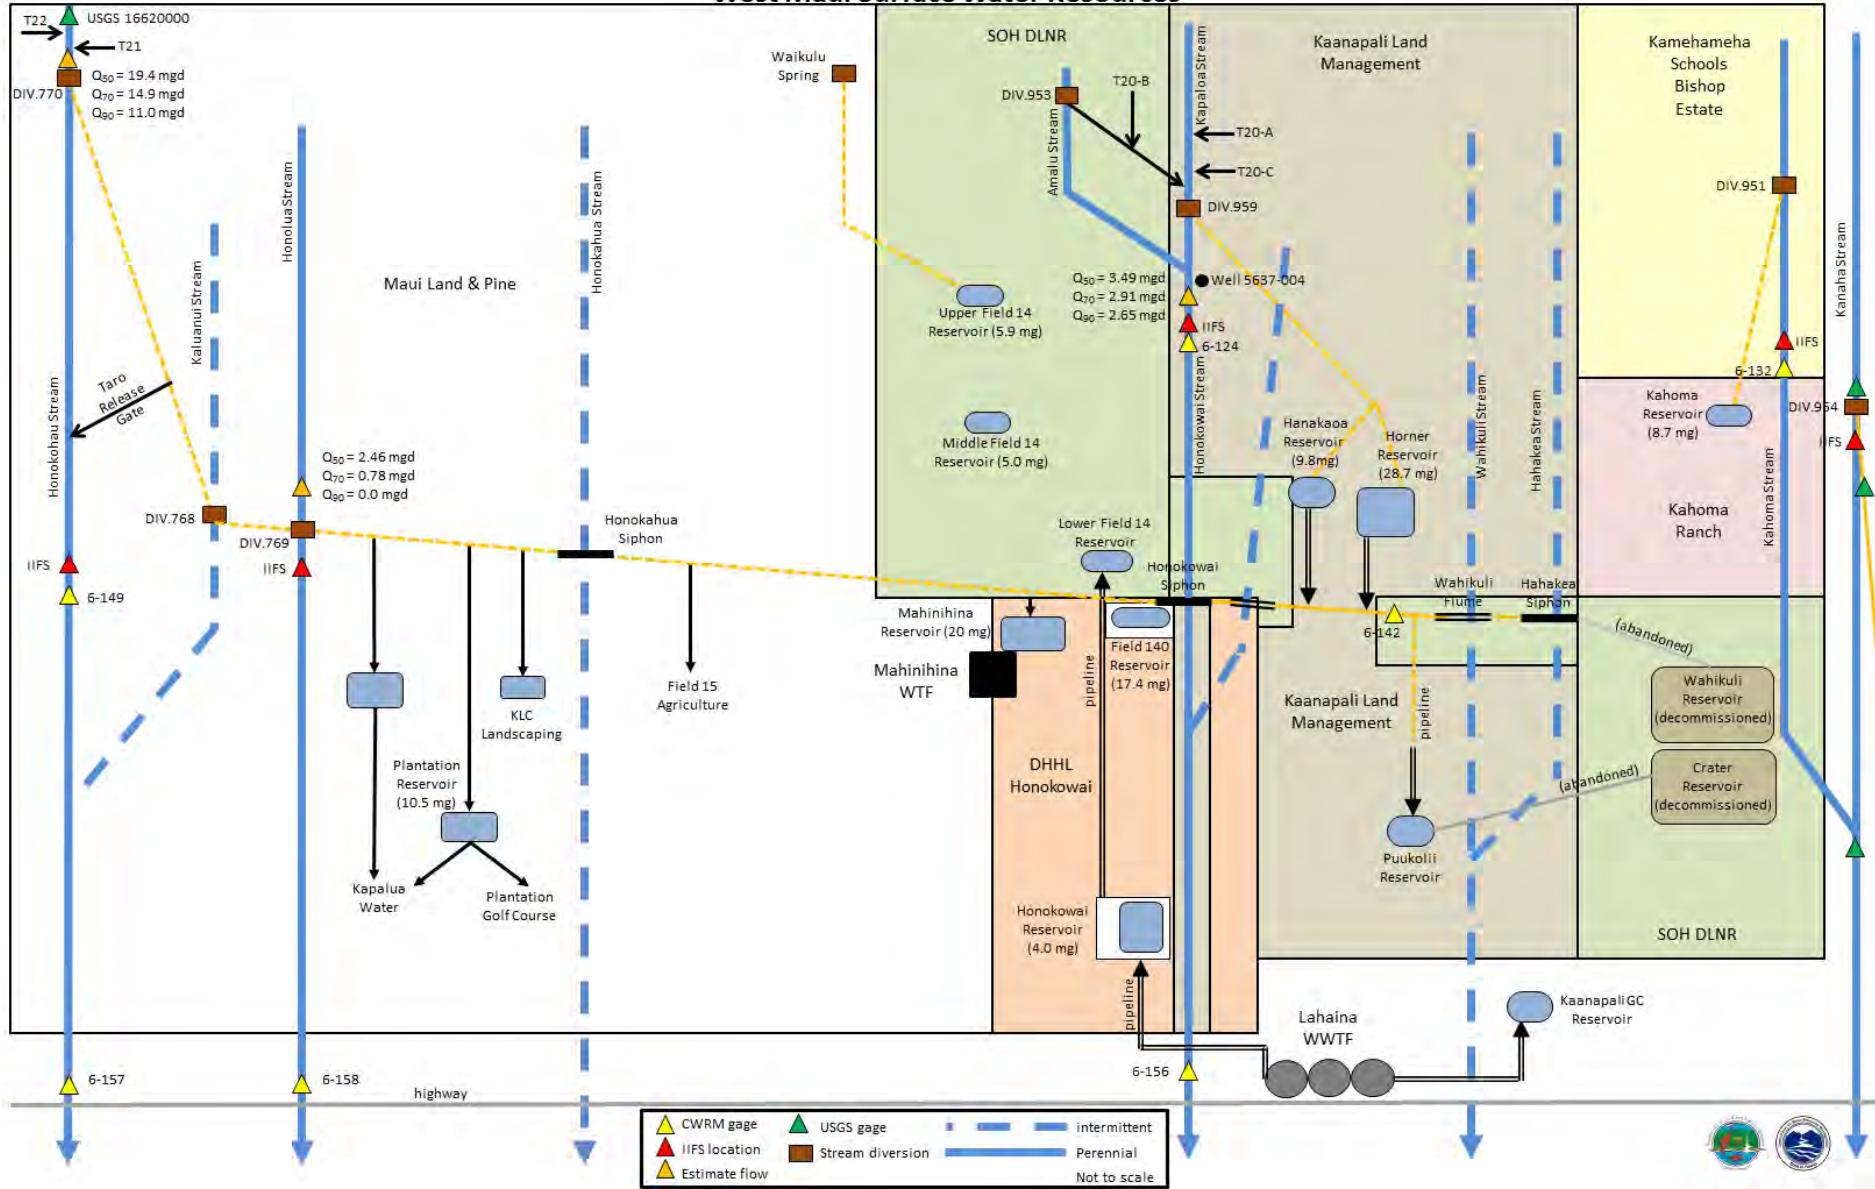 West Maui Surface Water Resources
T22
USGS 16620000
T21
Q50 = 19.4 mgd
Q70 = 14.9 mgd
Q90 = 11.0 mgd
DIV.770
Honokohau Stream
Taro
Release
Gate
Kaluanui Stream
DIV.768
IIFS
6-149
6-157
Honolua Stream
Q50 = 2.46 mgd
Q70 = 0.78 mgd
Q90 = 0.0 mgd
DIV.769
IIFS
6-158
Maui Land & Pine
Honokahua Stream
Honokahua
Siphon
KLC
Landscaping
Plantation
Reservoir
(10.5 mg)
Kapalua
Water
Plantation
Golf Course
Field 15
Agriculture
highway
Waikulu
Spring
SOH DLNR
Upper Field 14
Reservoir (5.9 mg)
Middle Field 14
Reservoir (5.0 mg)
DIV.953
Amalu Stream
T20-B
Kapaloa Stream
T20-A
T20-C
DIV.959
Q50 = 3.49 mgd
Q70 = 2.91 mgd
Q90 = 2.65 mgd
Well 5637-004
IIFS
6-124
Honokowai Stream
Lower Field 14
Reservoir
Honokowai
Siphon
Mahinihina
Reservoir (20 mg)
Mahinihina
WTF
Field 140
Reservoir
(17.4 mg)
pipeline
DHHL
Honokowai
Honokowai
Reservoir
(4.0 mg)
pipeline
6-156
Kaanapali Land
Management
Hanakaoa
Reservoir
(9.8mg)
Horner
Reservoir
(28.7 mg)
Wahikuli Stream
Hahakea Stream
Wahikuli
Flume
Hahakea
Siphon
6-142
Kaanapali Land
Management
pipeline
Puukolii
Reservoir
Lahaina
WWTF
Kaanapali GC
Reservoir
Kamehameha
Schools
Bishop
Estate
DIV.951
IIFS
6-132
Kahoma
Reservoir
(8.7 mg)
Kahoma
Ranch
Kahoma Stream
Kanaha Stream
DIV.954
IIFS
(abandoned)
Wahikuli
Reservoir
(decommissioned)
(abandoned)
Crater
Reservoir
(decommissioned)
SOH DLNR
CWRM gage
IIFS location
Estimate flow
USGS gage
Stream diversion
intermittent
Perennial
Not to scale